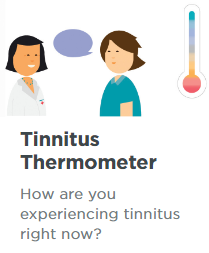 Tinnitus
Thermometer
How are you
experiencing tinnitus
right now?